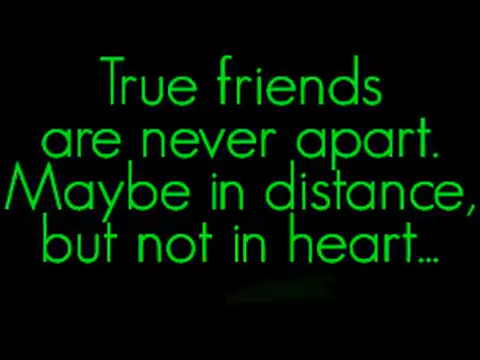 True friends
are never apart.
Maybe in distance,
but not in heart...